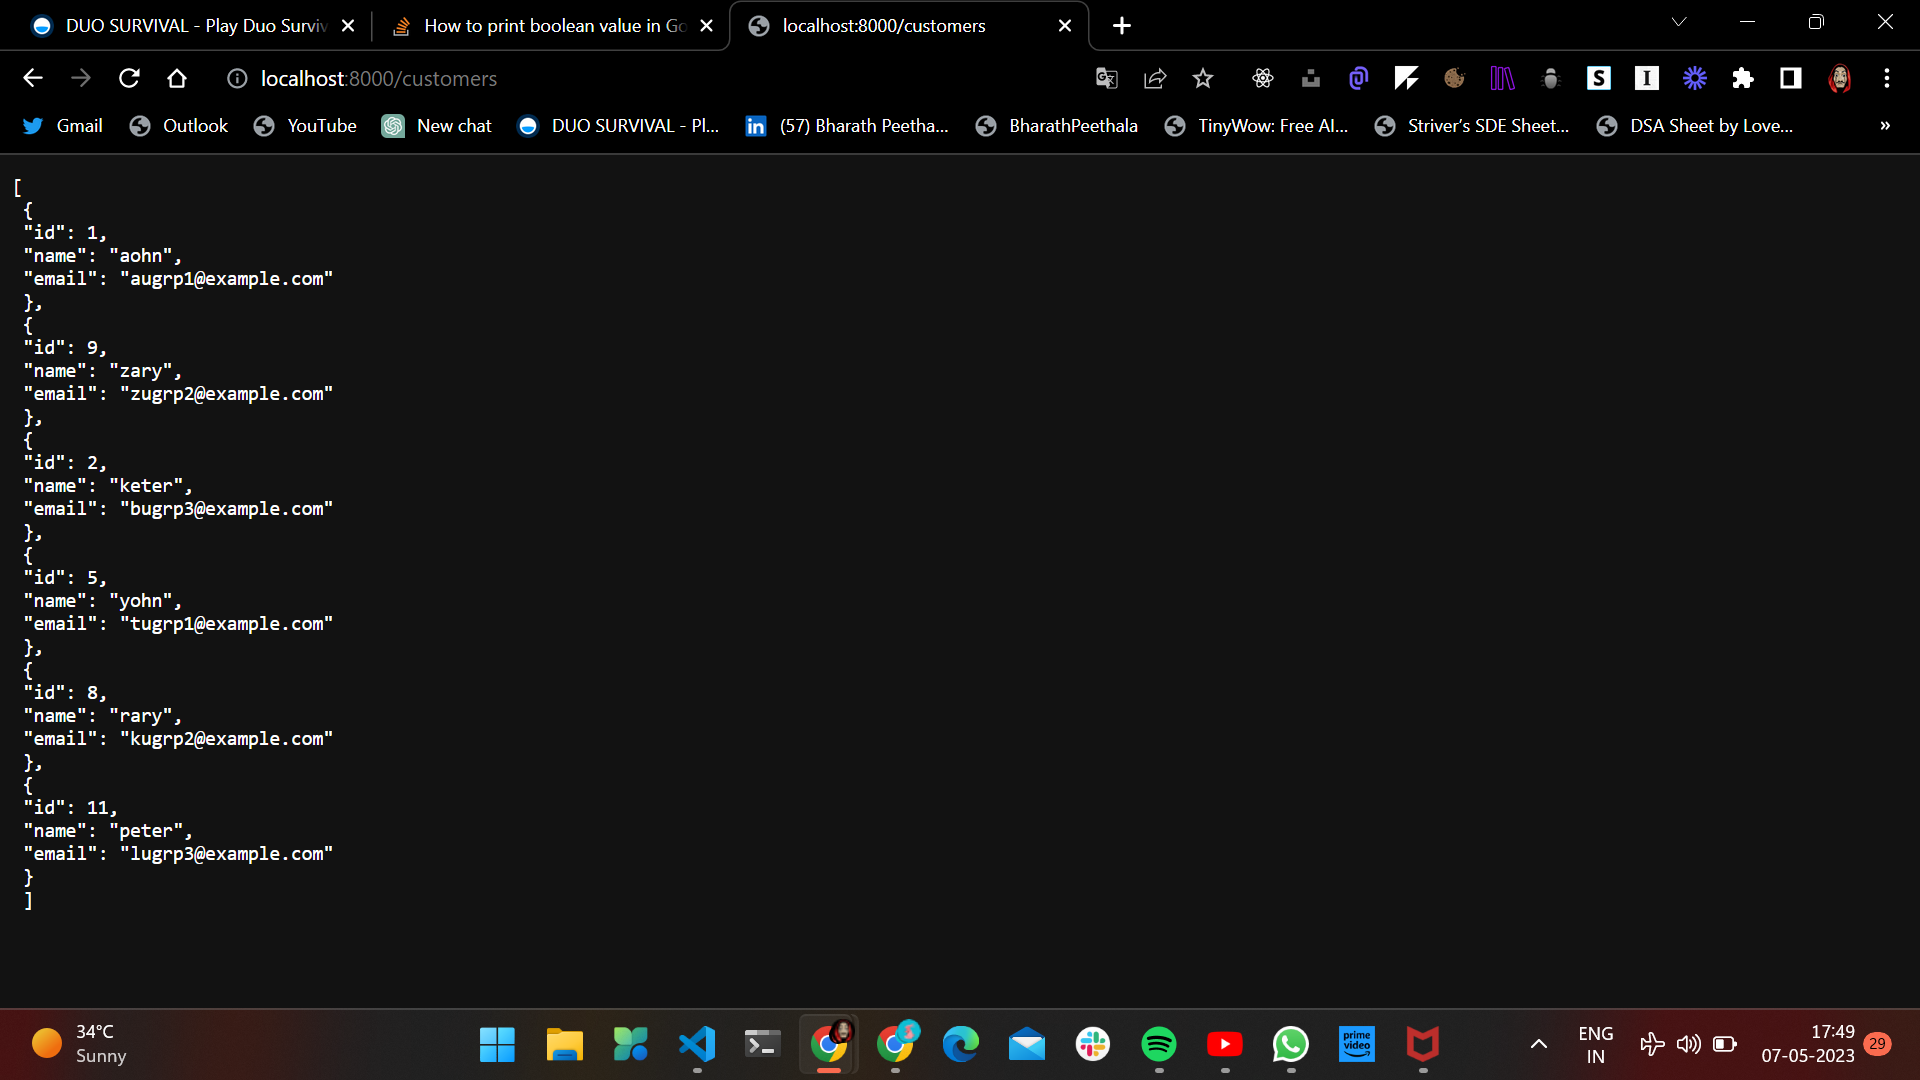 DUO SURVIVAL - Play Duo Surviv
How to print boolean value in Go
localhost:8000/customers
localhost:8000/customers
Gmail
Outlook
YouTube
New chat
DUO SURVIVAL - Pl...
(57) Bharath Peetha...
BharathPeethala
TinyWow: Free AI...
Striver's SDE Sheet...
DSA Sheet by Love...
»
[
{
"id": 1,
"name": "aohn",
"email": "augrp1@example.com"
},
{
"id": 9,
"name": "zary",
"email": "zugrp2@example.com"
},
{
"id": 2,
"name": "keter",
"email": "bugrp3@example.com"
},
{
"id": 5,
"name": "yohn",
"email": "tugrp1@example.com"
},
{
"id": 8,
"name": "rary",
"email": "kugrp2@example.com"
},
{
"id": 11,
"name": "peter",
"email": "lugrp3@example.com"
}
]
34°C
Sunny
prime
video
ENG
IN
17:49
07-05-2023
29